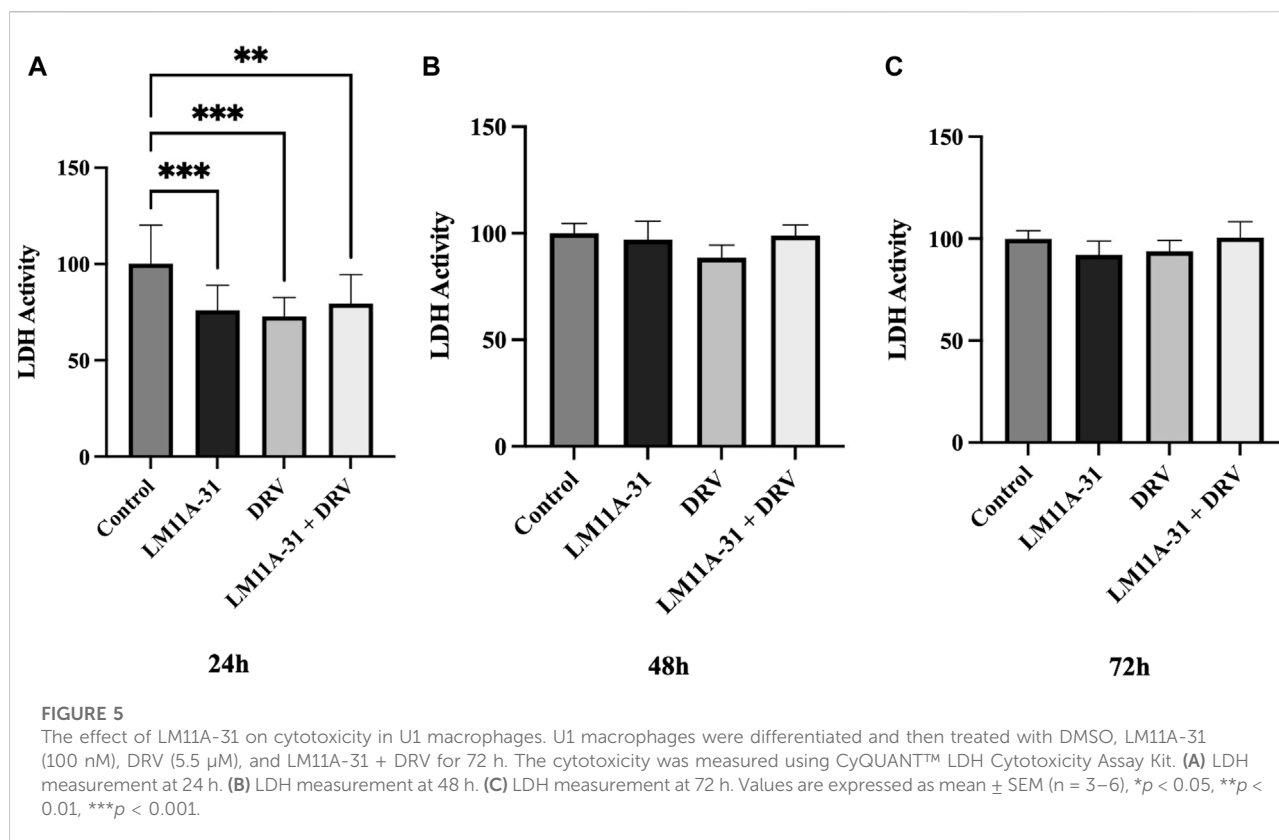 A
**
***
***
150
100
50
0
LDH Activity
Control
LM11A-31
DRV
LM11A-31 + DRV
24h
B
150
100
50
0
LDH Activity
Control
LM11A-31
DRV
LM11A-31 + DRV
48h
C
150
100
50
0
LDH Activity
Control
LM11A-31
DRV
LM11A-31 + DRV
72h
FIGURE 5
The effect of LM11A-31 on cytotoxicity in U1 macrophages. U1 macrophages were differentiated and then treated with DMSO, LM11A-31
(100 nM), DRV (5.5 µM), and LM11A-31 + DRV for 72 h. The cytotoxicity was measured using CyQUANT™ LDH Cytotoxicity Assay Kit. (A) LDH
measurement at 24 h. (B) LDH measurement at 48 h. (C) LDH measurement at 72 h. Values are expressed as mean ± SEM (n = 3–6), *p < 0.05, **p <
0.01, ***p < 0.001.